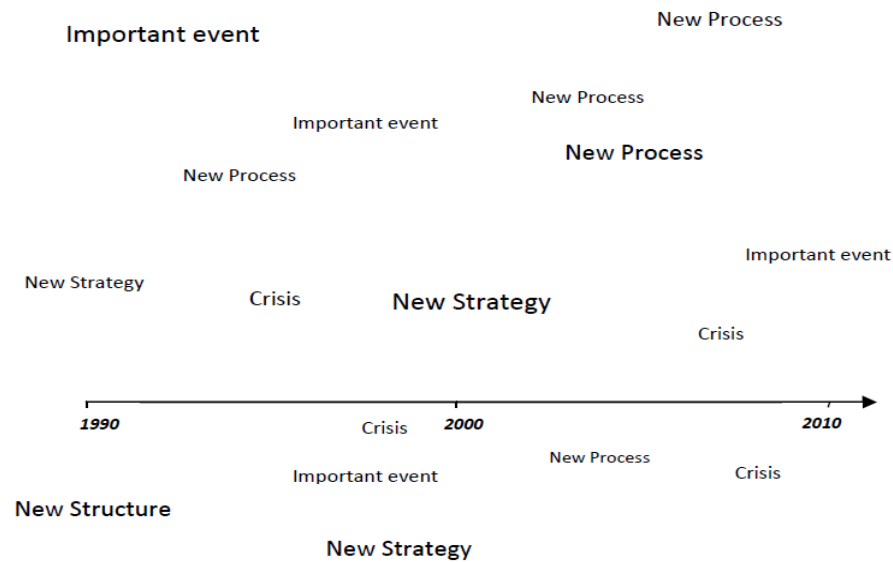 New Process
Important event
New Process
Important event
New Process
New Process
Important event
New Strategy
Crisis
New Strategy
Crisis
1990
2000
2010
Crisis
New Process
Important event
Crisis
New Structure
New Strategy